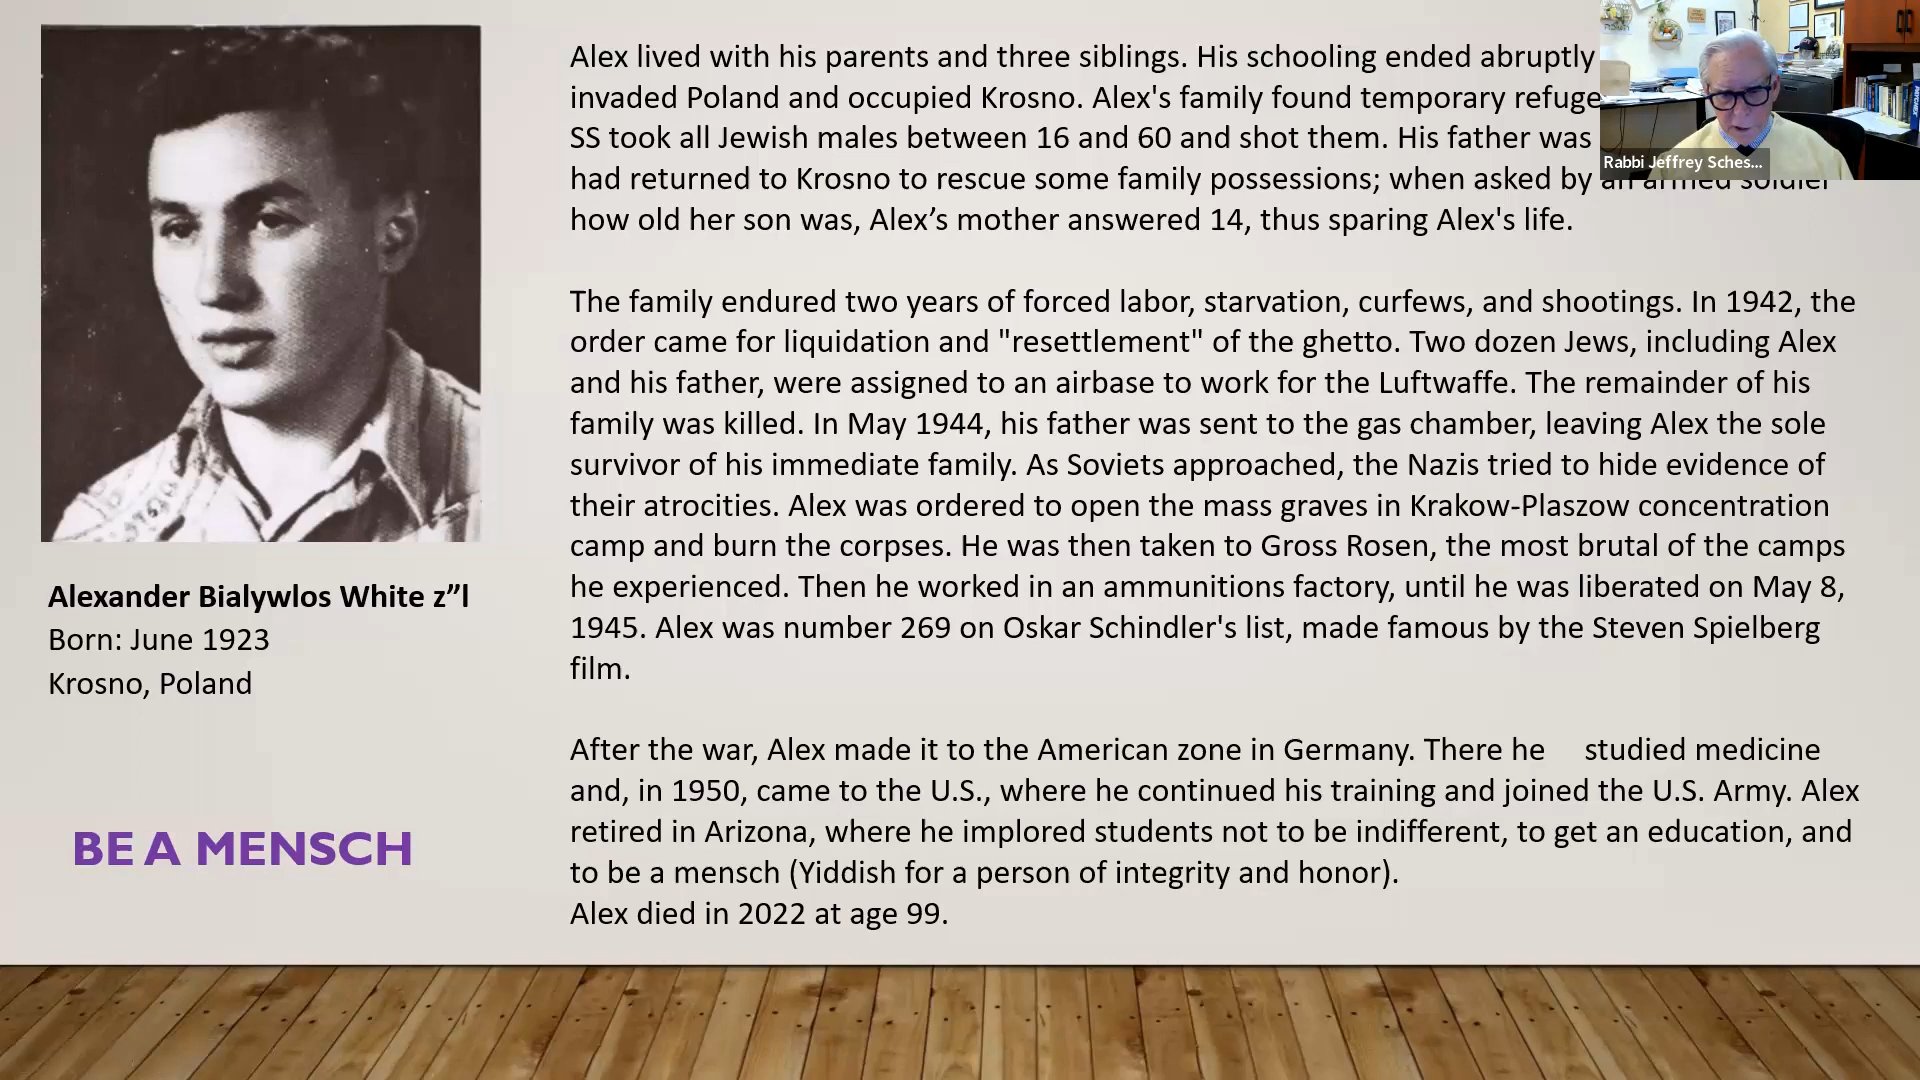 Alex lived with his parents and three siblings. His schooling ended abruptly
invaded Poland and occupied Krosno. Alex's family found temporary refuge
SS took all Jewish males between 16 and 60 and shot them. His father was
had returned to Krosno to rescue some family possessions; when asked by an armed soldier
how old her son was, Alex’s mother answered 14, thus sparing Alex's life.
The family endured two years of forced labor, starvation, curfews, and shootings. In 1942, the
order came for liquidation and "resettlement" of the ghetto. Two dozen Jews, including Alex
and his father, were assigned to an airbase to work for the Luftwaffe. The remainder of his
family was killed. In May 1944, his father was sent to the gas chamber, leaving Alex the sole
survivor of his immediate family. As Soviets approached, the Nazis tried to hide evidence of
their atrocities. Alex was ordered to open the mass graves in Krakow-Plaszow concentration
camp and burn the corpses. He was then taken to Gross Rosen, the most brutal of the camps
he experienced. Then he worked in an ammunitions factory, until he was liberated on May 8,
1945. Alex was number 269 on Oskar Schindler's list, made famous by the Steven Spielberg
film.
After the war, Alex made it to the American zone in Germany. There he studied medicine
and, in 1950, came to the U.S., where he continued his training and joined the U.S. Army. Alex
retired in Arizona, where he implored students not to be indifferent, to get an education, and
to be a mensch (Yiddish for a person of integrity and honor).
Alex died in 2022 at age 99.
Alexander Bialywlos White z”l
Born: June 1923
Krosno, Poland
BE A MENSCH
Rabbi Jeffrey Sches...